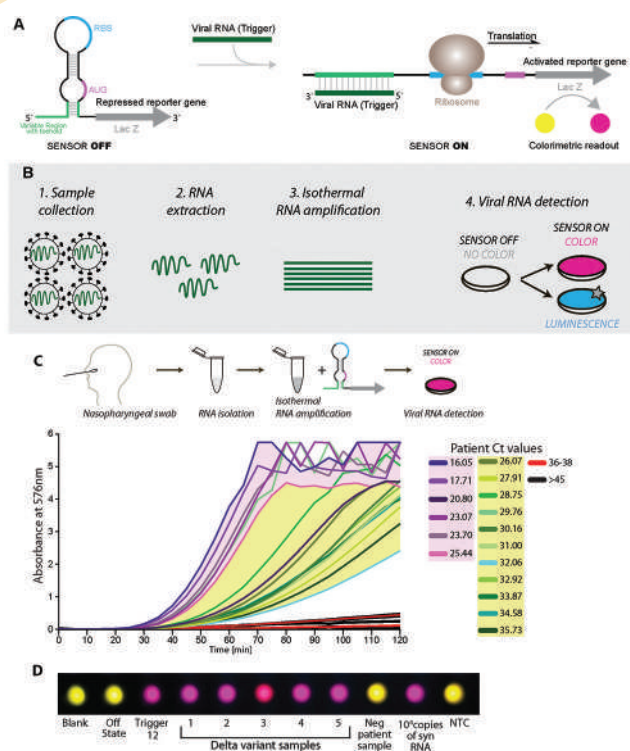 A
RBS
AUG
Repressed reporter gene
Lac Z
5'
3'
Variable Region
with toehold
SENSOR OFF
Viral RNA (Trigger)
Translation
Activated reporter gene
Lac Z
3'
5'
Viral RNA (Trigger)
Ribosome
SENSOR ON
Colorimetric readout
B
1. Sample
collection
2. RNA
extraction
3. Isothermal
RNA amplification
4. Viral RNA detection
SENSOR OFF
NO COLOR
SENSOR ON
COLOR
LUMINESCENCE
C
Nasopharyngeal swab
RNA isolation
Isothermal
RNA amplification
+
SENSOR ON
COLOR
Viral RNA detection
Absorbance at 576nm
6
5
4
3
2
1
0
0 10 20 30 40 50 60 70 80 90 100 110 120
Time [min]
Patient Ct values
16.05
17.71
20.80
23.07
23.70
25.44
26.07
27.91
28.75
29.76
30.16
31.00
32.06
32.92
33.87
34.58
35.73
36-38
>45
D
Blank
Off
State
Trigger
12
1 2 3 4 5
Delta variant samples
Neg
patient
sample
copies
of syn
RNA
NTC